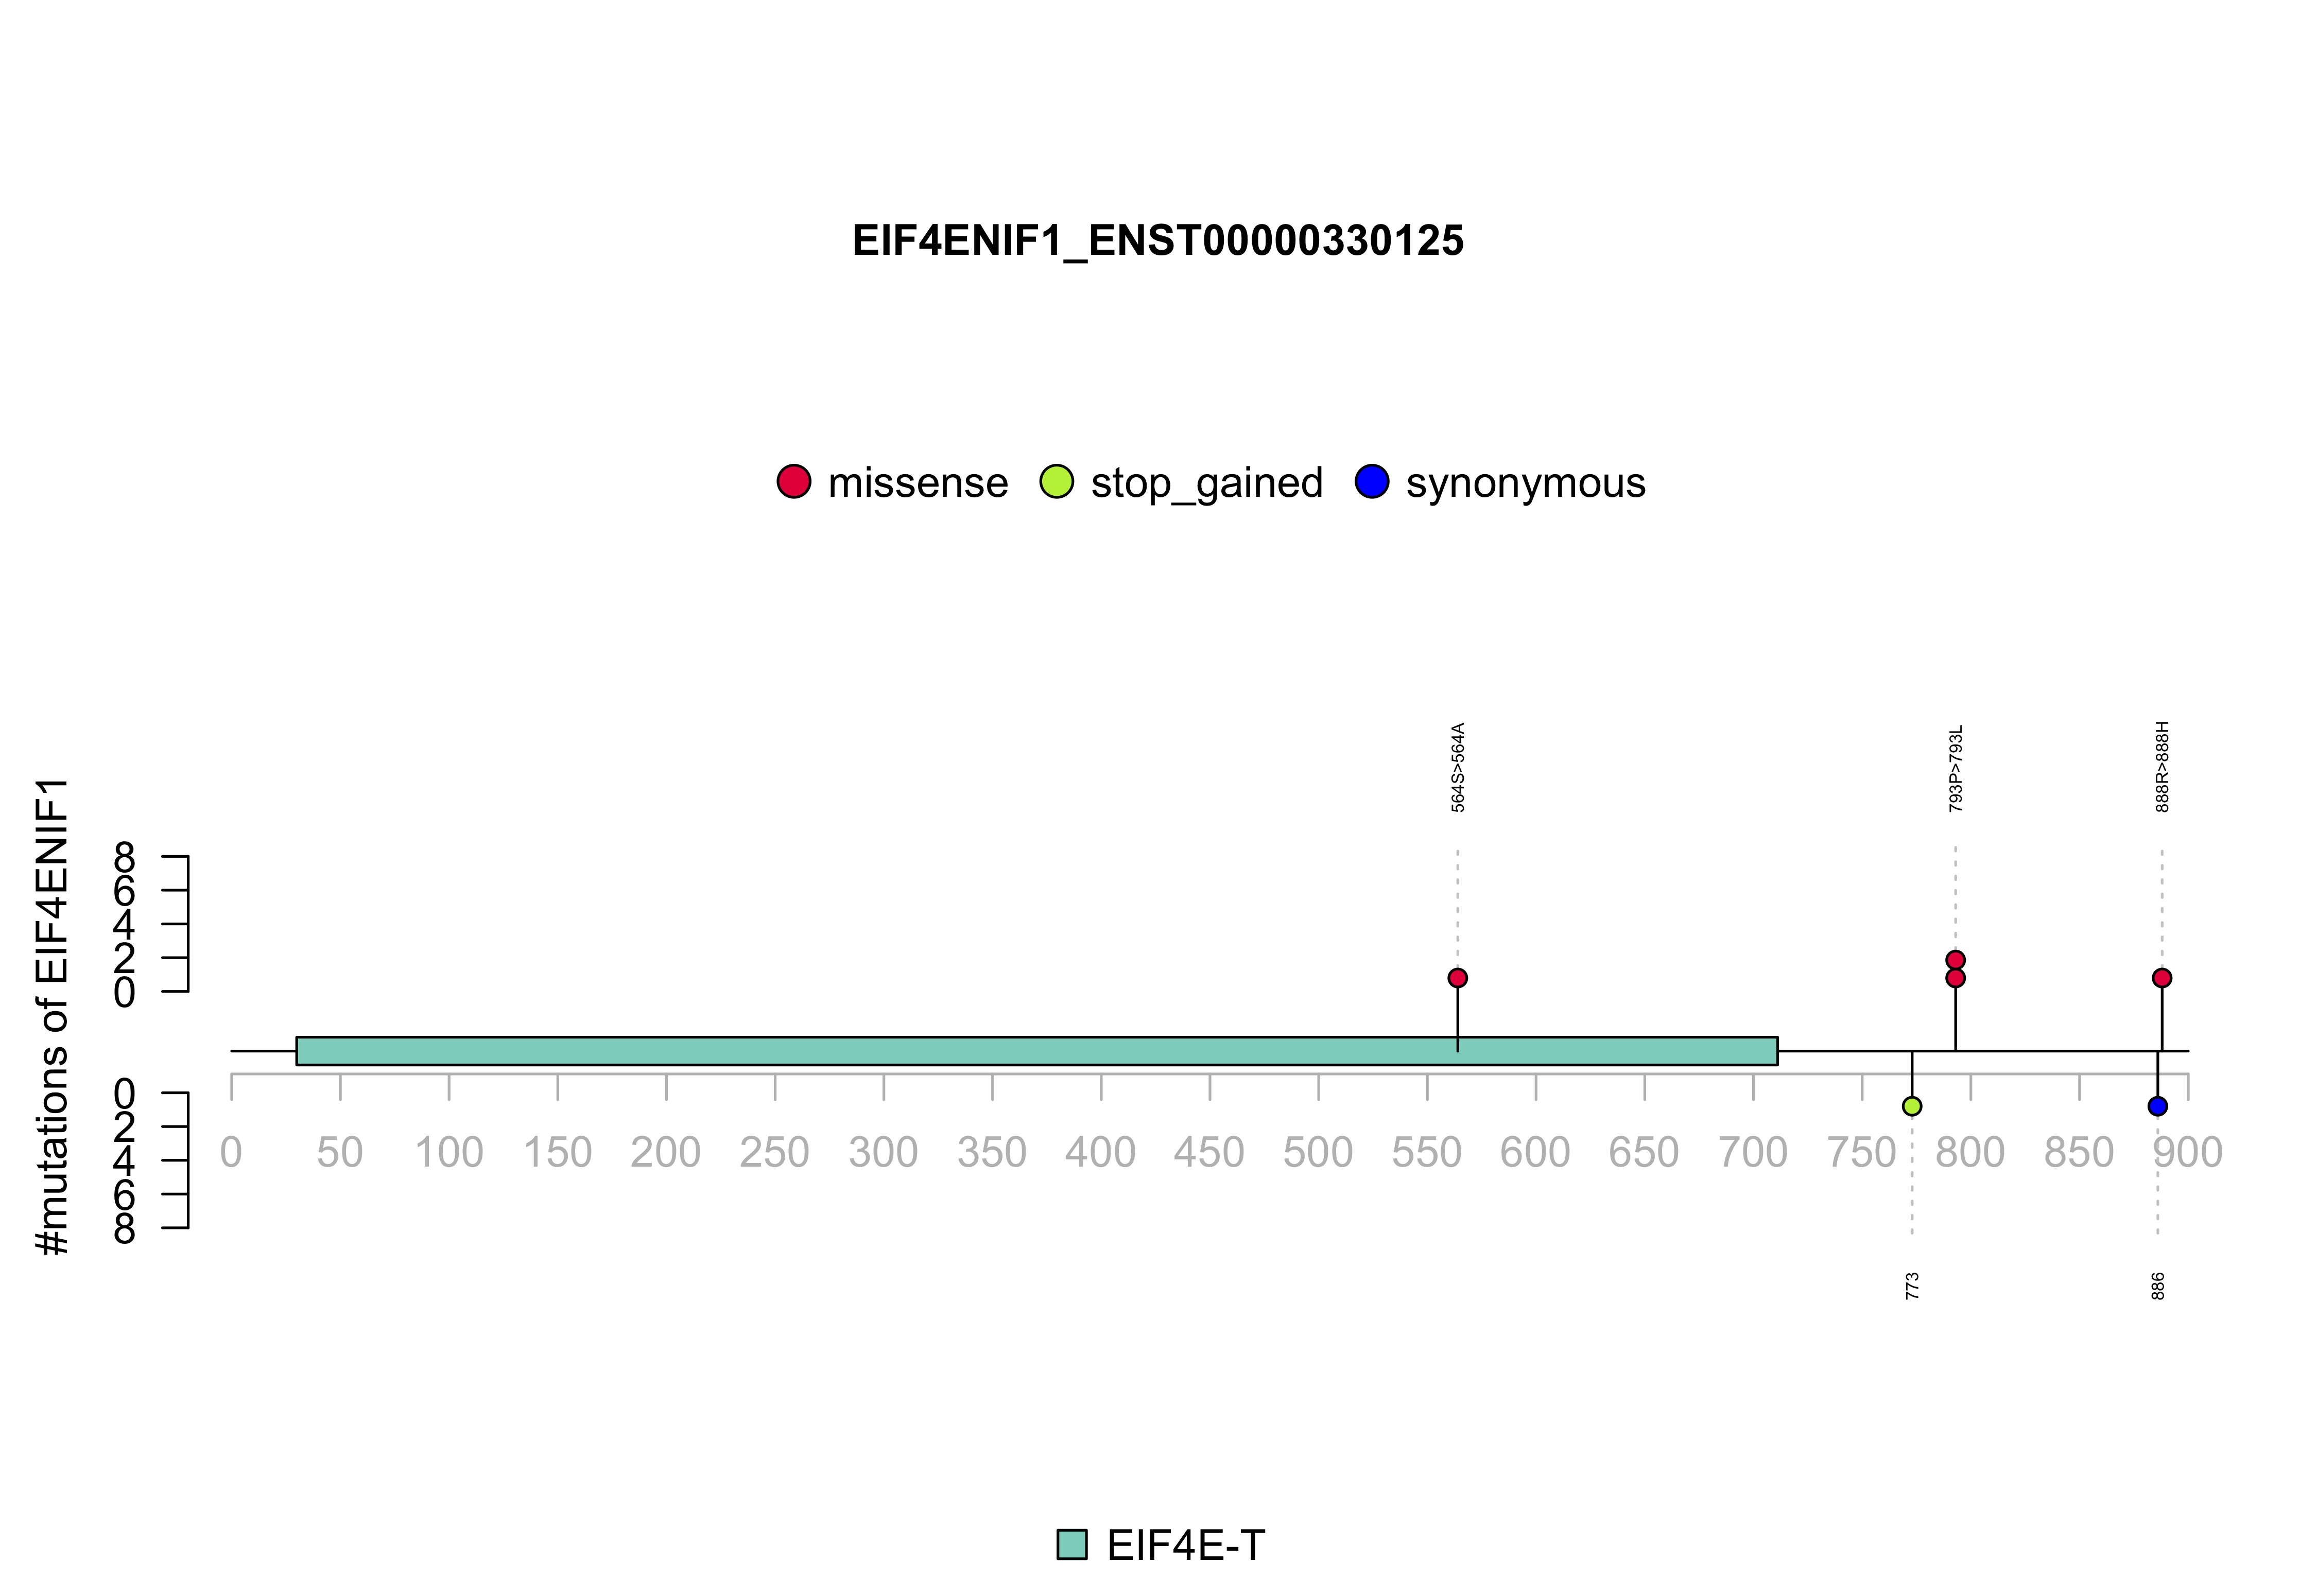 EIF4ENIF1_ENST00000330125
missense stop_gained synonymous
564S>564A 793P>793L 888R>888H
#mutations of EIF4ENIF1
8
6
4
2
0
0
2
4
6
8
0 50 100 150 200 250 300 350 400 450 500 550 600 650 700 750 800 850 900
773 886
EIF4E-T